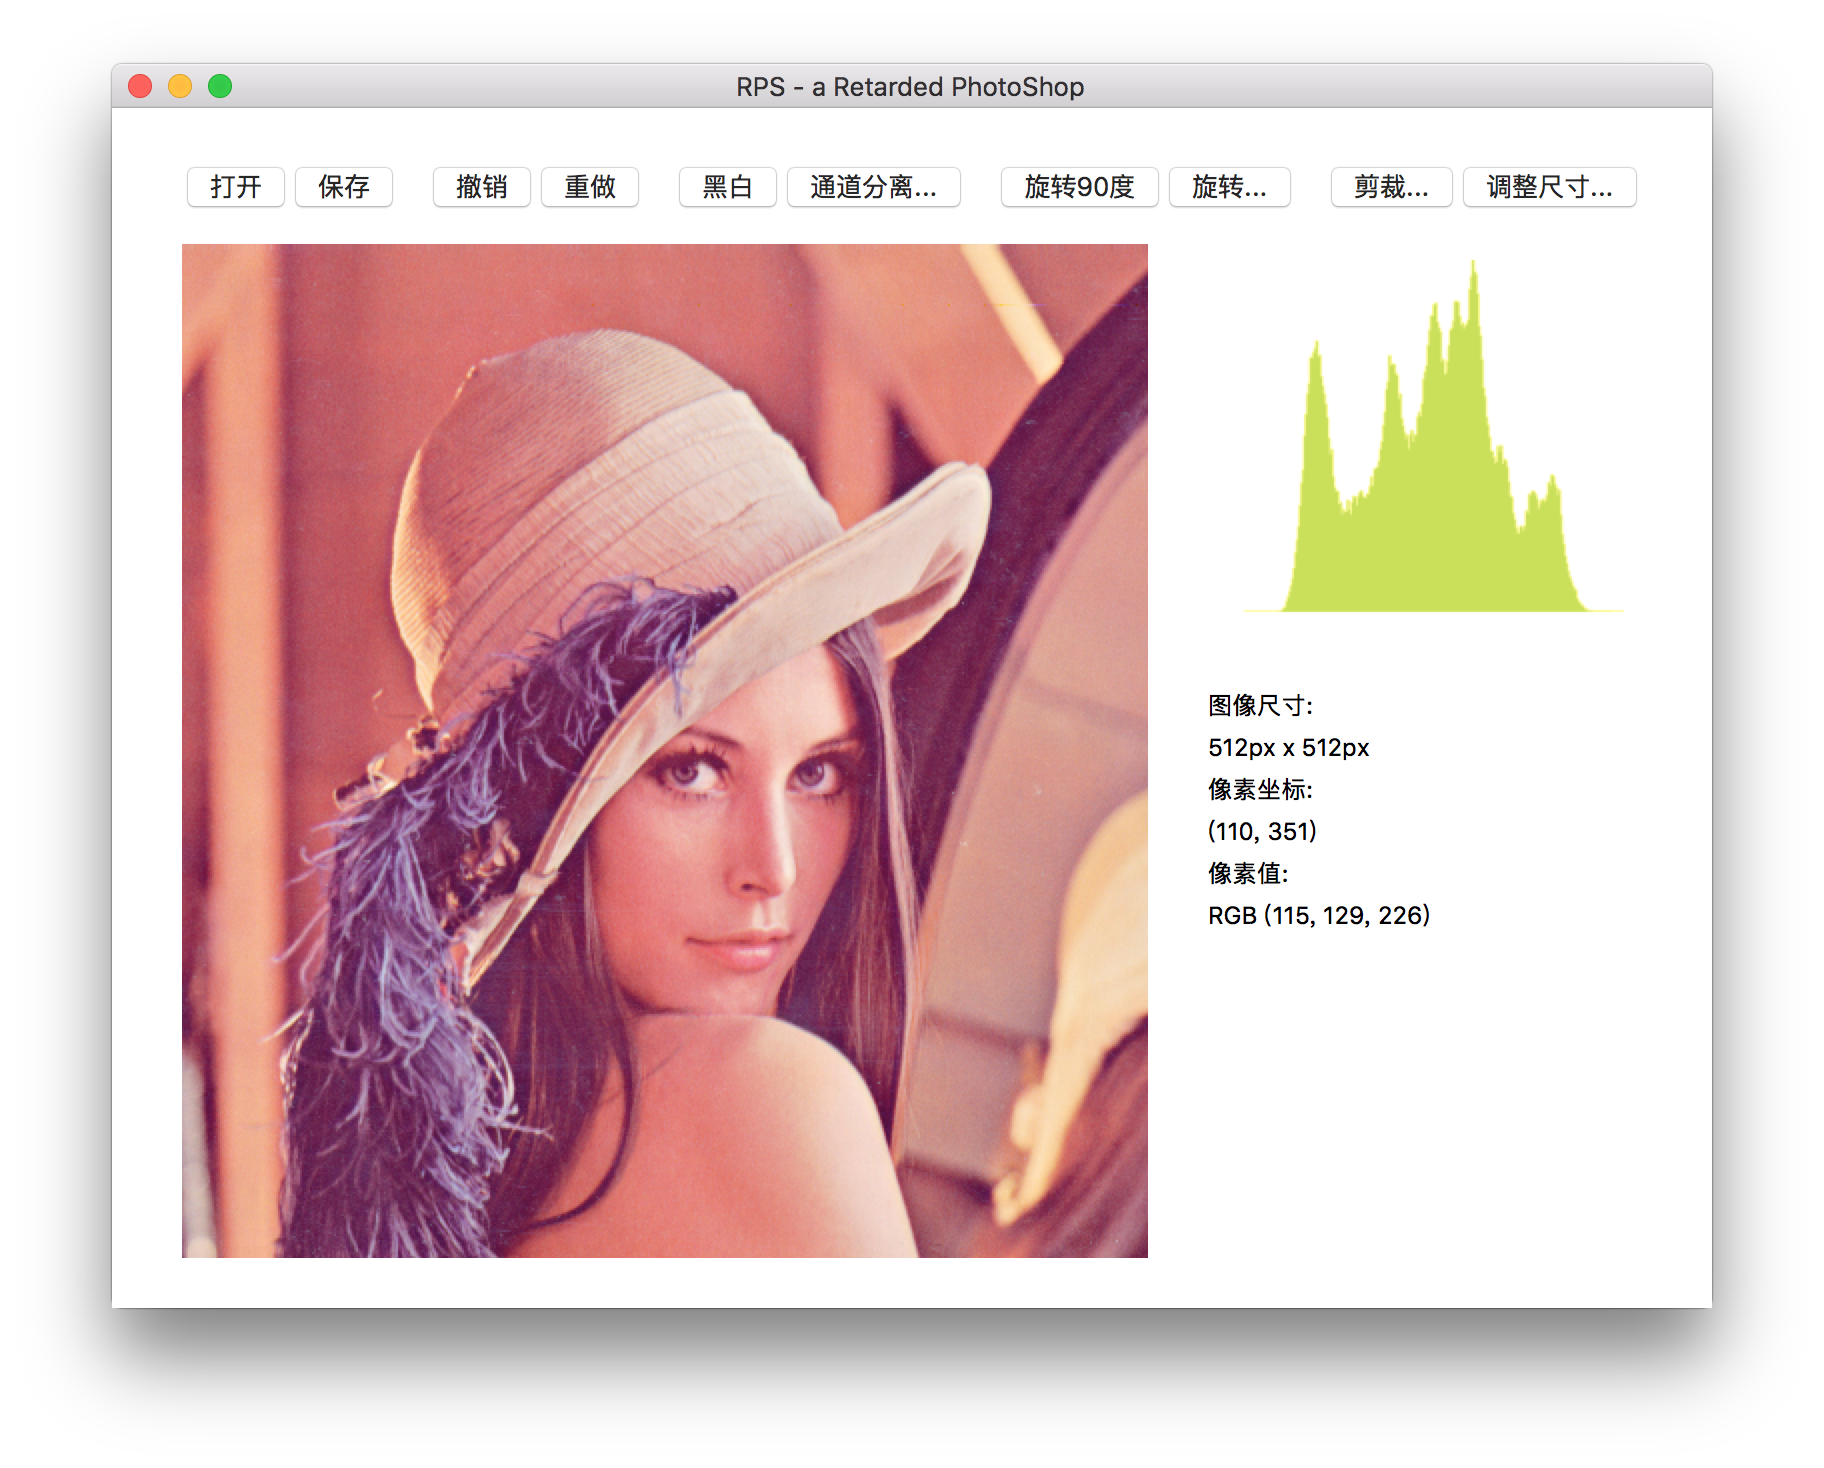 RPS - a Retarded PhotoShop
打开 保存 撤销 重做 黑白 通道分离... 旋转90度 旋转... 剪裁... 调整尺寸...
图像尺寸:
512px x 512px
像素坐标:
(110, 351)
像素值:
RGB (115, 129, 226)